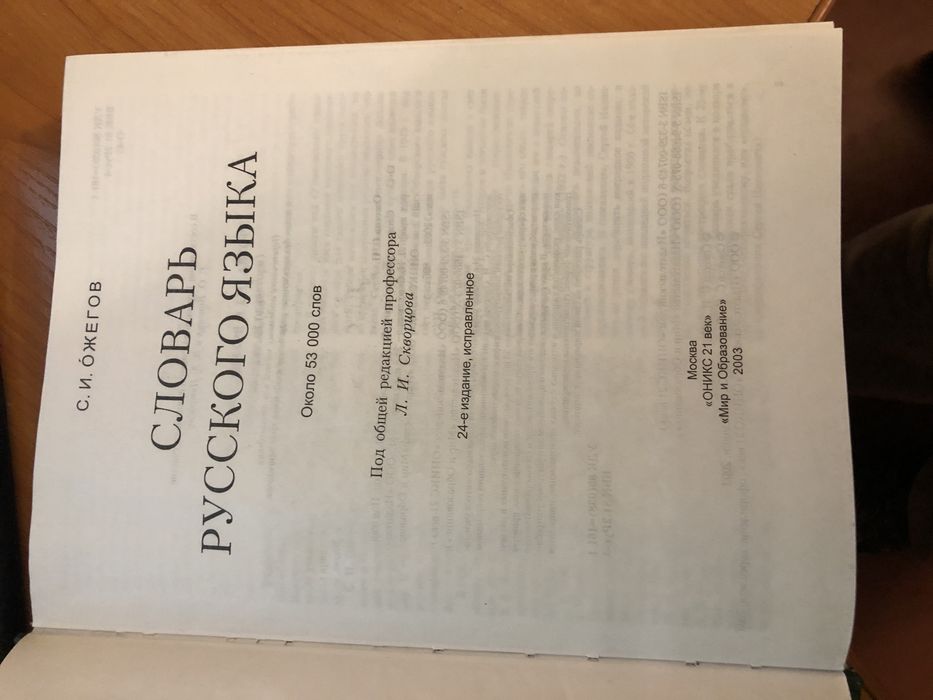 С. И. О́ЖЕГОВ
СЛОВАРЬ
РУССКОГО ЯЗЫКА
Около 53 000 слов
Под общей редакцией профессора
Л. И. Скворцова
24-е издание, исправленное
Москва
«ОНИКС 21 век»
«Мир и Образование»
2003